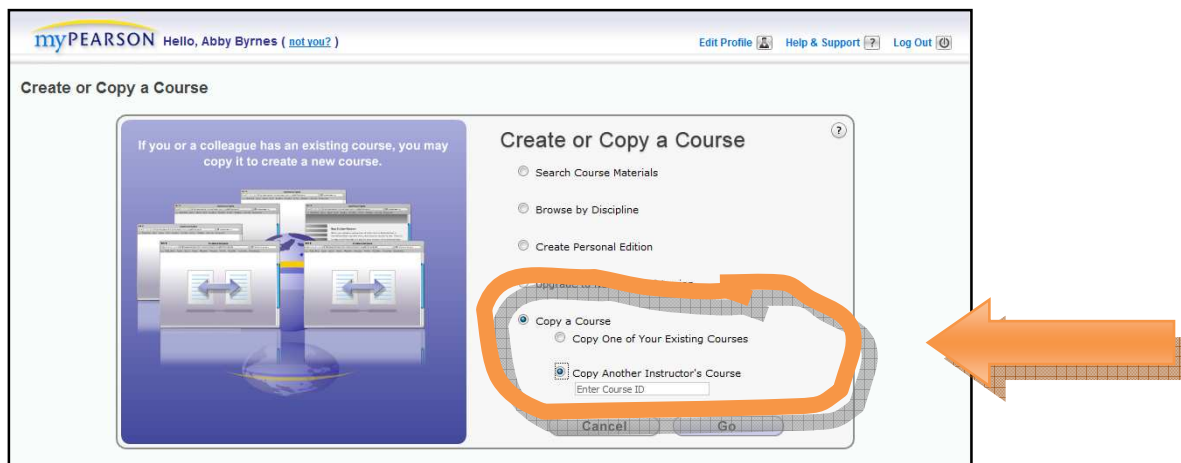 myPEARSON Hello, Abby Byrnes ( not you? ) Edit Profile Help & Support ? Log Out
Create or Copy a Course
If you or a colleague has an existing course, you may
copy it to create a new course.
Create or Copy a Course ?
Search Course Materials
Browse by Discipline
Create Personal Edition
Upgrade to
Copy a Course
Copy One of Your Existing Courses
Copy Another Instructor's Course
Enter Course ID
Cancel Go